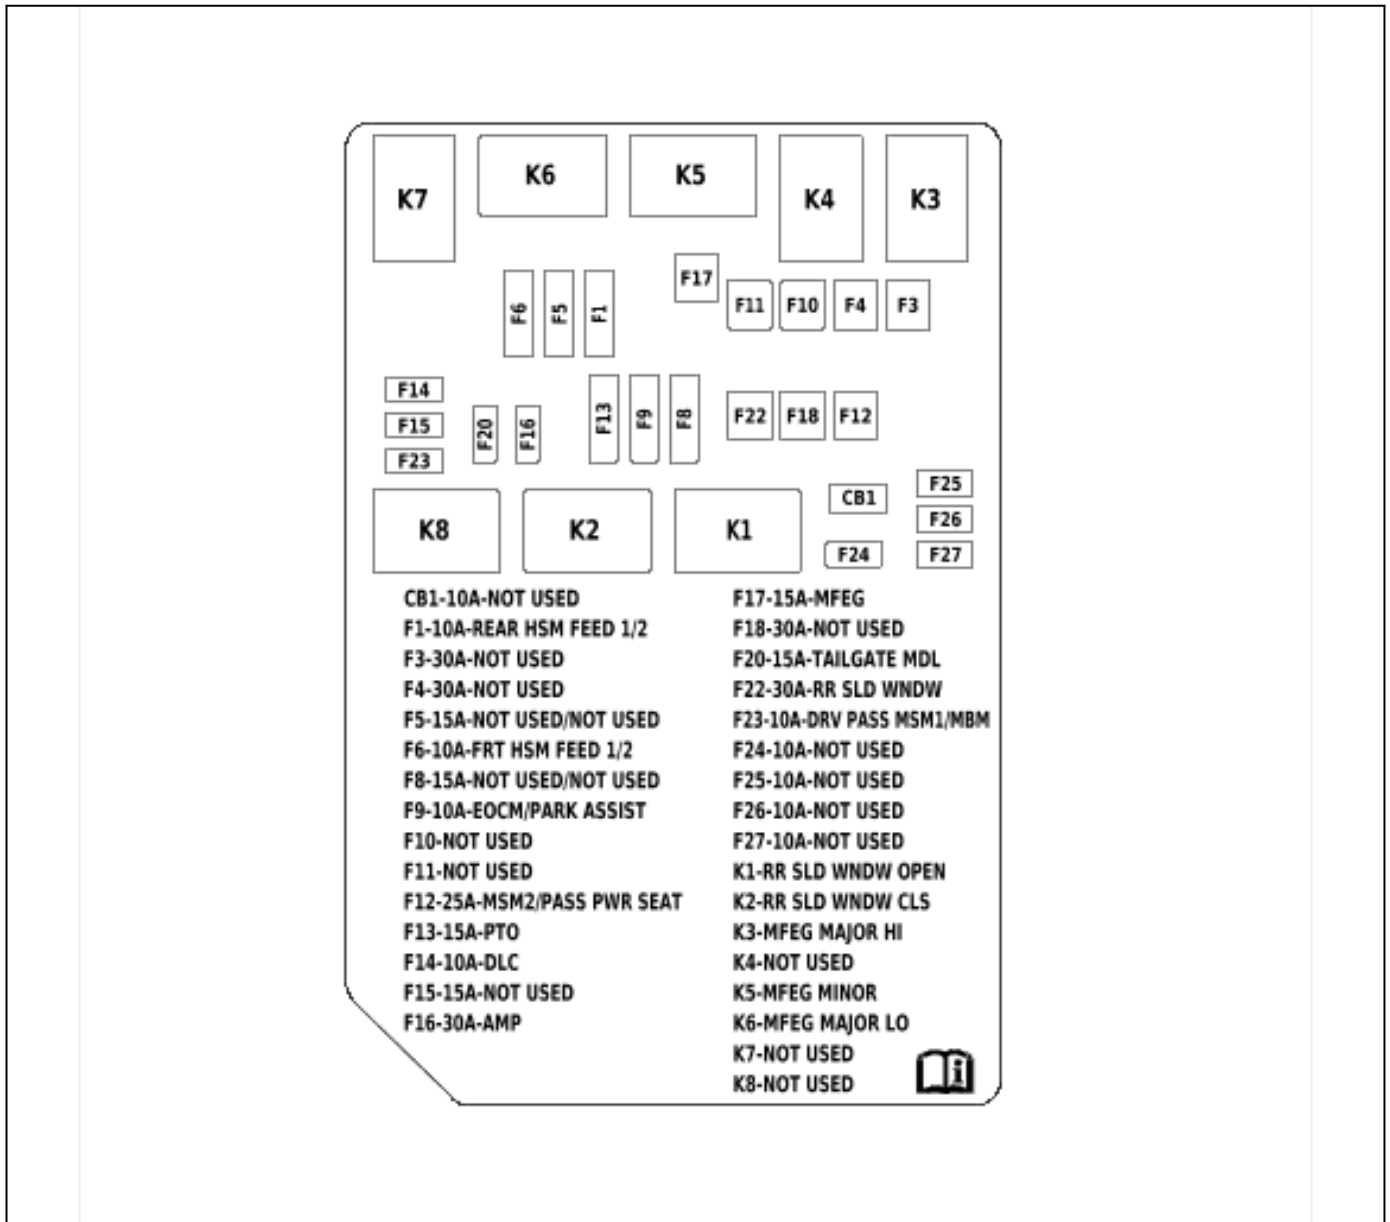 K7
K6
K5
K4
K3
F17
F6
F5
F1
F11
F10
F4
F3
F14
F15
F23
F20
F16
F13
F9
F8
F22
F18
F12
CB1
F25
F26
F24
F27
K8
K2
K1
CB1-10A-NOT USED
F1-10A-REAR HSM FEED 1/2
F3-30A-NOT USED
F4-30A-NOT USED
F5-15A-NOT USED/NOT USED
F6-10A-FRT HSM FEED 1/2
F8-15A-NOT USED/NOT USED
F9-10A-EOCM/PARK ASSIST
F10-NOT USED
F11-NOT USED
F12-25A-MSM2/PASS PWR SEAT
F13-15A-PTO
F14-10A-DLC
F15-15A-NOT USED
F16-30A-AMP
F17-15A-MFEG
F18-30A-NOT USED
F20-15A-TAILGATE MDL
F22-30A-RR SLD WNDW
F23-10A-DRV PASS MSM1/MBM
F24-10A-NOT USED
F25-10A-NOT USED
F26-10A-NOT USED
F27-10A-NOT USED
K1-RR SLD WNDW OPEN
K2-RR SLD WNDW CLS
K3-MFEG MAJOR HI
K4-NOT USED
K5-MFEG MINOR
K6-MFEG MAJOR LO
K7-NOT USED
K8-NOT USED
i